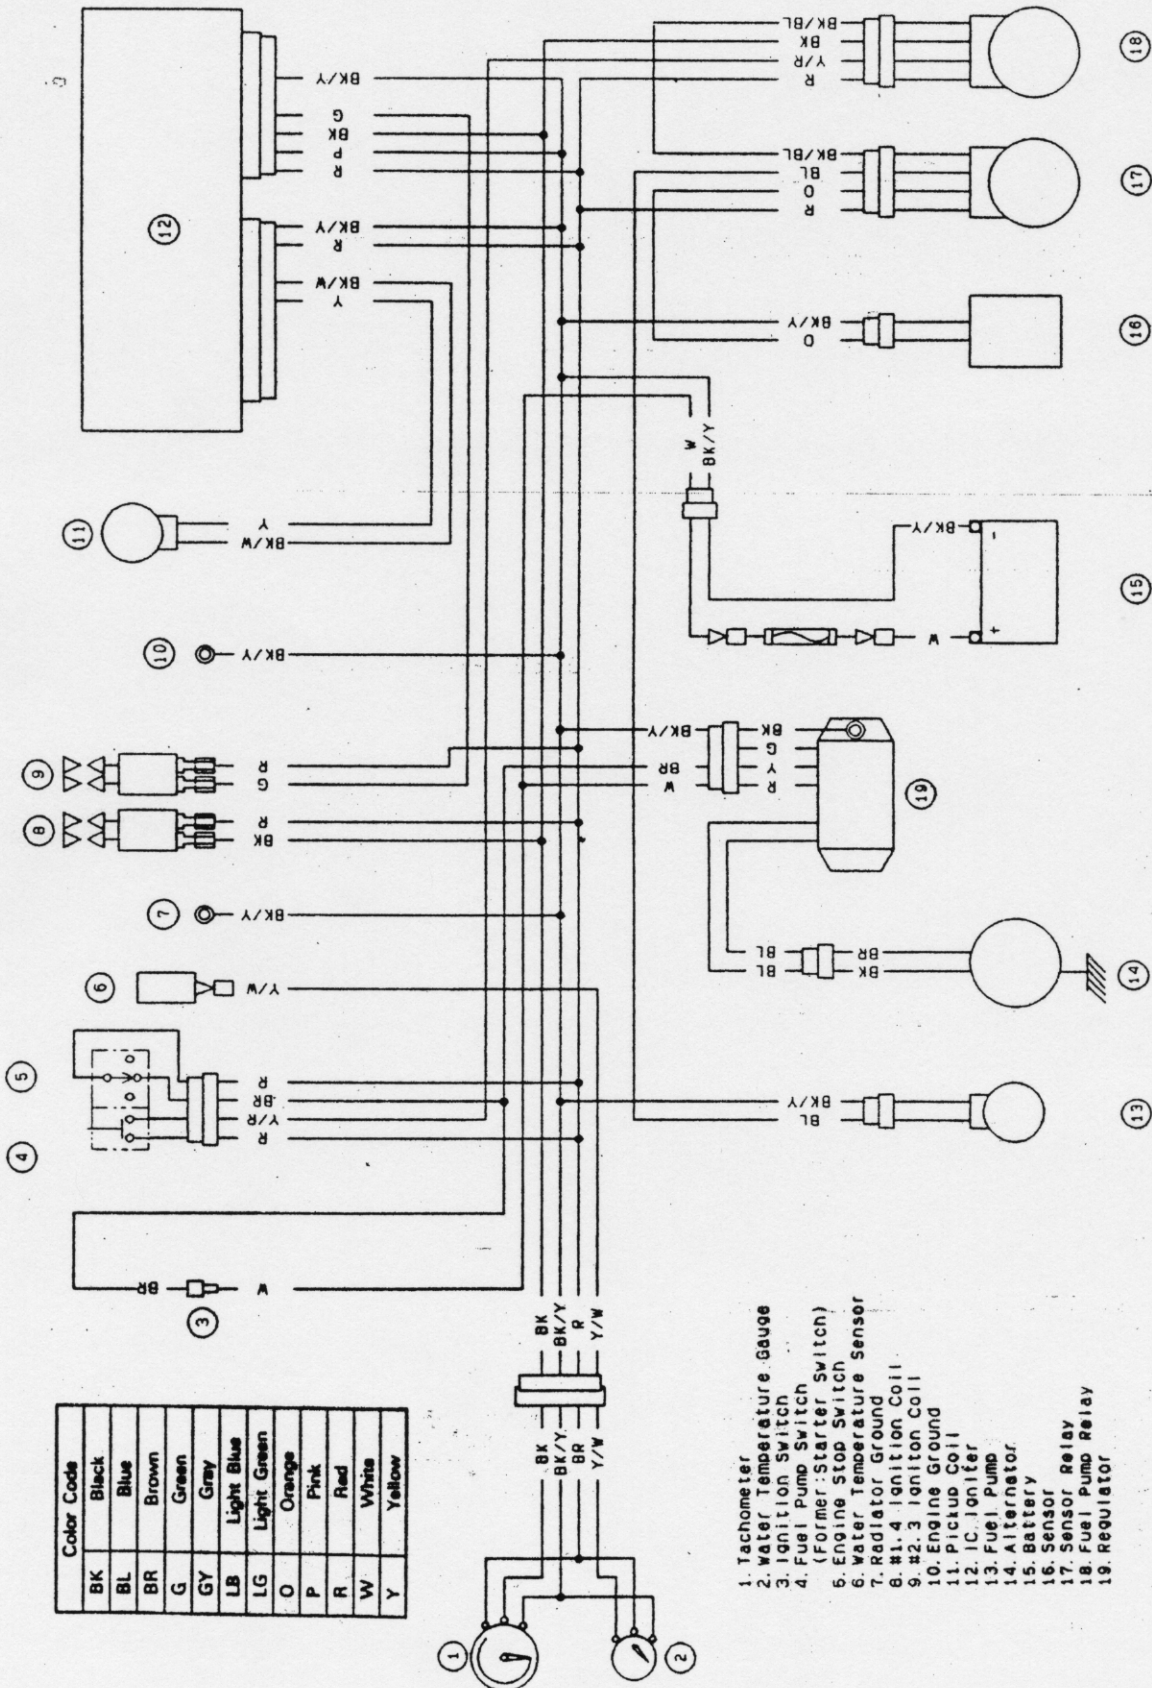 Color Code
BK Black
BL Blue
BR Brown
G Green
GY Gray
LB Light Blue
LG Light Green
O Orange
P Pink
R Red
W White
Y Yellow
1. Tachometer
2. Water Temperature Gauge
3. Ignition Switch
4. Fuel Pump Switch
(Former:Starter Switch)
5. Engine Stop Switch
6. Water Temperature Sensor
7. Radiator Ground
8. #1.4 Ignition Coil
9. #2.3 Igniton Coil
10. Engine Ground
11. Pickup Coil
12. IC Ignifer
13. Fuel Pump
14. Alternator
15. Battery
16. Sensor
17. Sensor Relay
18. Fuel Pump Relay
19. Regulator
1
2
BK
BK/Y
BR
Y/W
BK
BK/Y
R
Y/W
3
BR
W
4
5
R
BR
Y/R
R
6
Y/W
7
BK/Y
8
R
BK
9
R
G
10
BK/Y
11
Y
BK/W
12
BK/Y
G
BK
P
R
BK/Y
R
BK/W
Y
13
BK/Y
BL
14
BL
BL
BR
BK
19
BK/Y
BR
W
BK
G
Y
R
15
W
BK/Y
BK/Y
W
+
-
16
BK/Y
O
17
BK/BL
BL
O
R
18
BK/BL
BK
Y/R
R